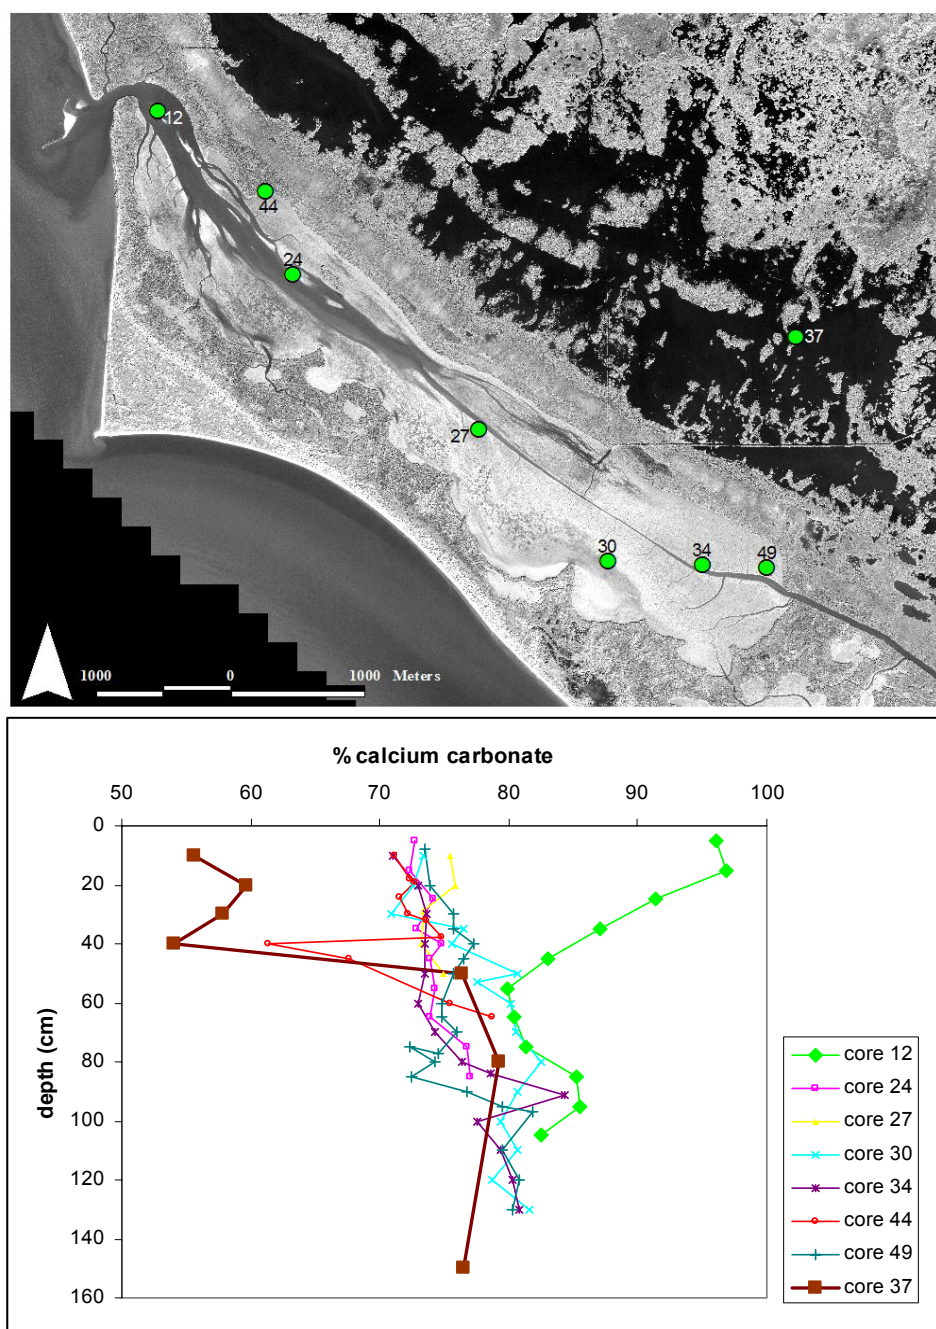 12
44
24
37
27
30
34
49
1000 0 1000 Meters
% calcium carbonate
50 60 70 80 90 100
0
20
40
60
80
100
120
140
160
depth (cm)
core 12
core 24
core 27
core 30
core 34
core 44
core 49
core 37